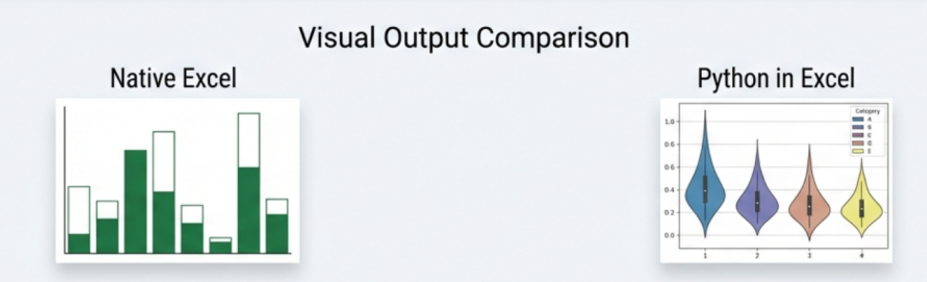 Visual Output Comparison
Native Excel
Python in Excel
Category
A
B
C
1.0
0.6
0.6
0.4
0.2
0.0
1
2
3
4